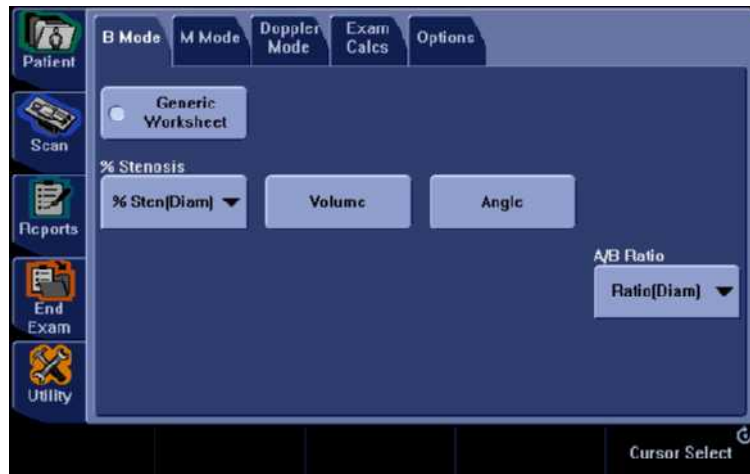 Patient
Scan
Reports
End
Exam
Utility
B Mode
M Mode
Doppler
Mode
Exam
Calcs
Options
Generic
Worksheet
% Stenosis
% Sten(Diam)
Volume
Angle
A/B Ratio
Ratio(Diam)
Cursor Select